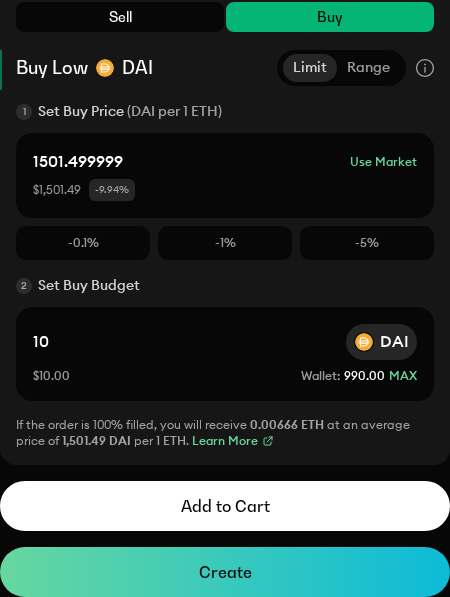 Sell Buy
Buy Low DAI Limit Range
1 Set Buy Price (DAI per 1 ETH)
1501.499999 Use Market
$1,501.49 -9.94%
-0.1% -1% -5%
2 Set Buy Budget
10 DAI
$10.00 Wallet: 990.00 MAX
If the order is 100% filled, you will receive 0.00666 ETH at an average
price of 1,501.49 DAI per 1 ETH. Learn More
Add to Cart
Create